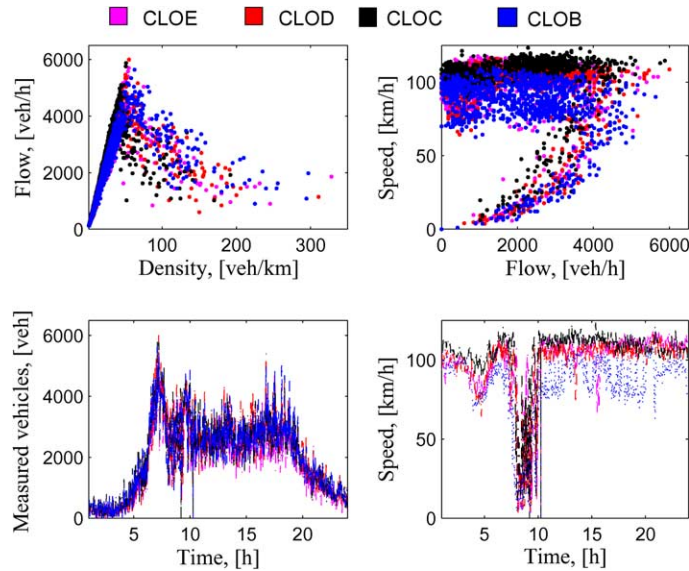 CLOE CLOD CLOC CLOB
6000
4000
2000
0
Flow, [veh/h]
100 200 300
Density, [veh/km]
100
50
0
Speed, [km/h]
0 2000 4000 6000
Flow, [veh/h]
6000
4000
2000
0
Measured vehicles, [veh]
5 10 15 20
Time, [h]
100
50
0
Speed, [km/h]
5 10 15 20
Time, [h]